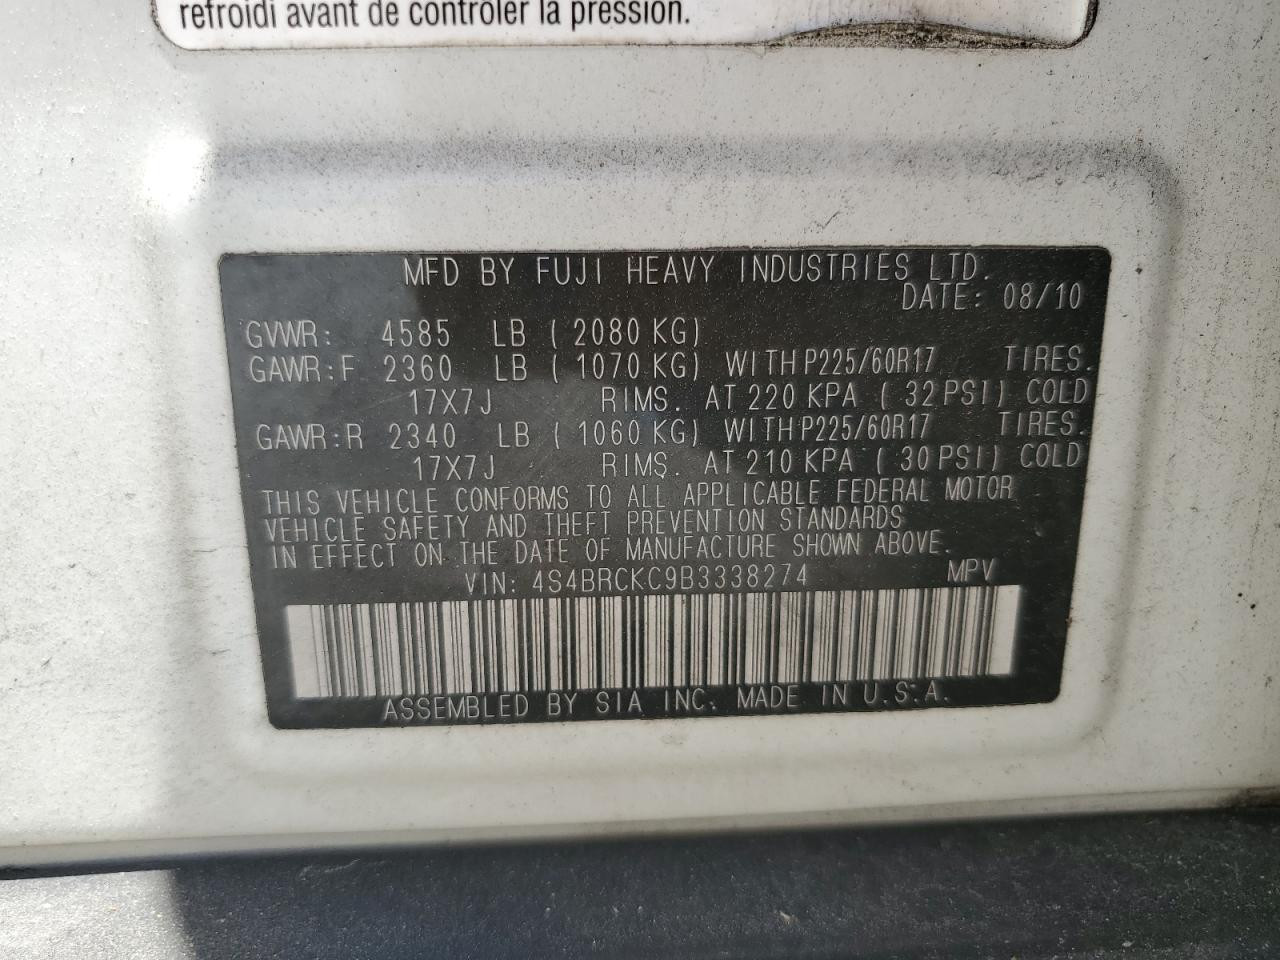 refroidi avant de contrôler la pression.
MFD BY FUJI HEAVY INDUSTRIES LTD.
DATE: 08/10
GVWR: 4585 LB ( 2080 KG)
GAWR:F 2360 LB ( 1070 KG) WITH P225/60R17 TIRES.
17X7J RIMS. AT 220 KPA ( 32 PSI) COLD
GAWR:R 2340 LB ( 1060 KG) WITH P225/60R17 TIRES.
17X7J RIMS. AT 210 KPA ( 30 PSI) COLD
THIS VEHICLE CONFORMS TO ALL APPLICABLE FEDERAL MOTOR
VEHICLE SAFETY AND THEFT PREVENTION STANDARDS
IN EFFECT ON THE DATE OF MANUFACTURE SHOWN ABOVE.
VIN: 4S4BRCKC9B3338274 MPV
ASSEMBLED BY SIA INC. MADE IN U.S.A.